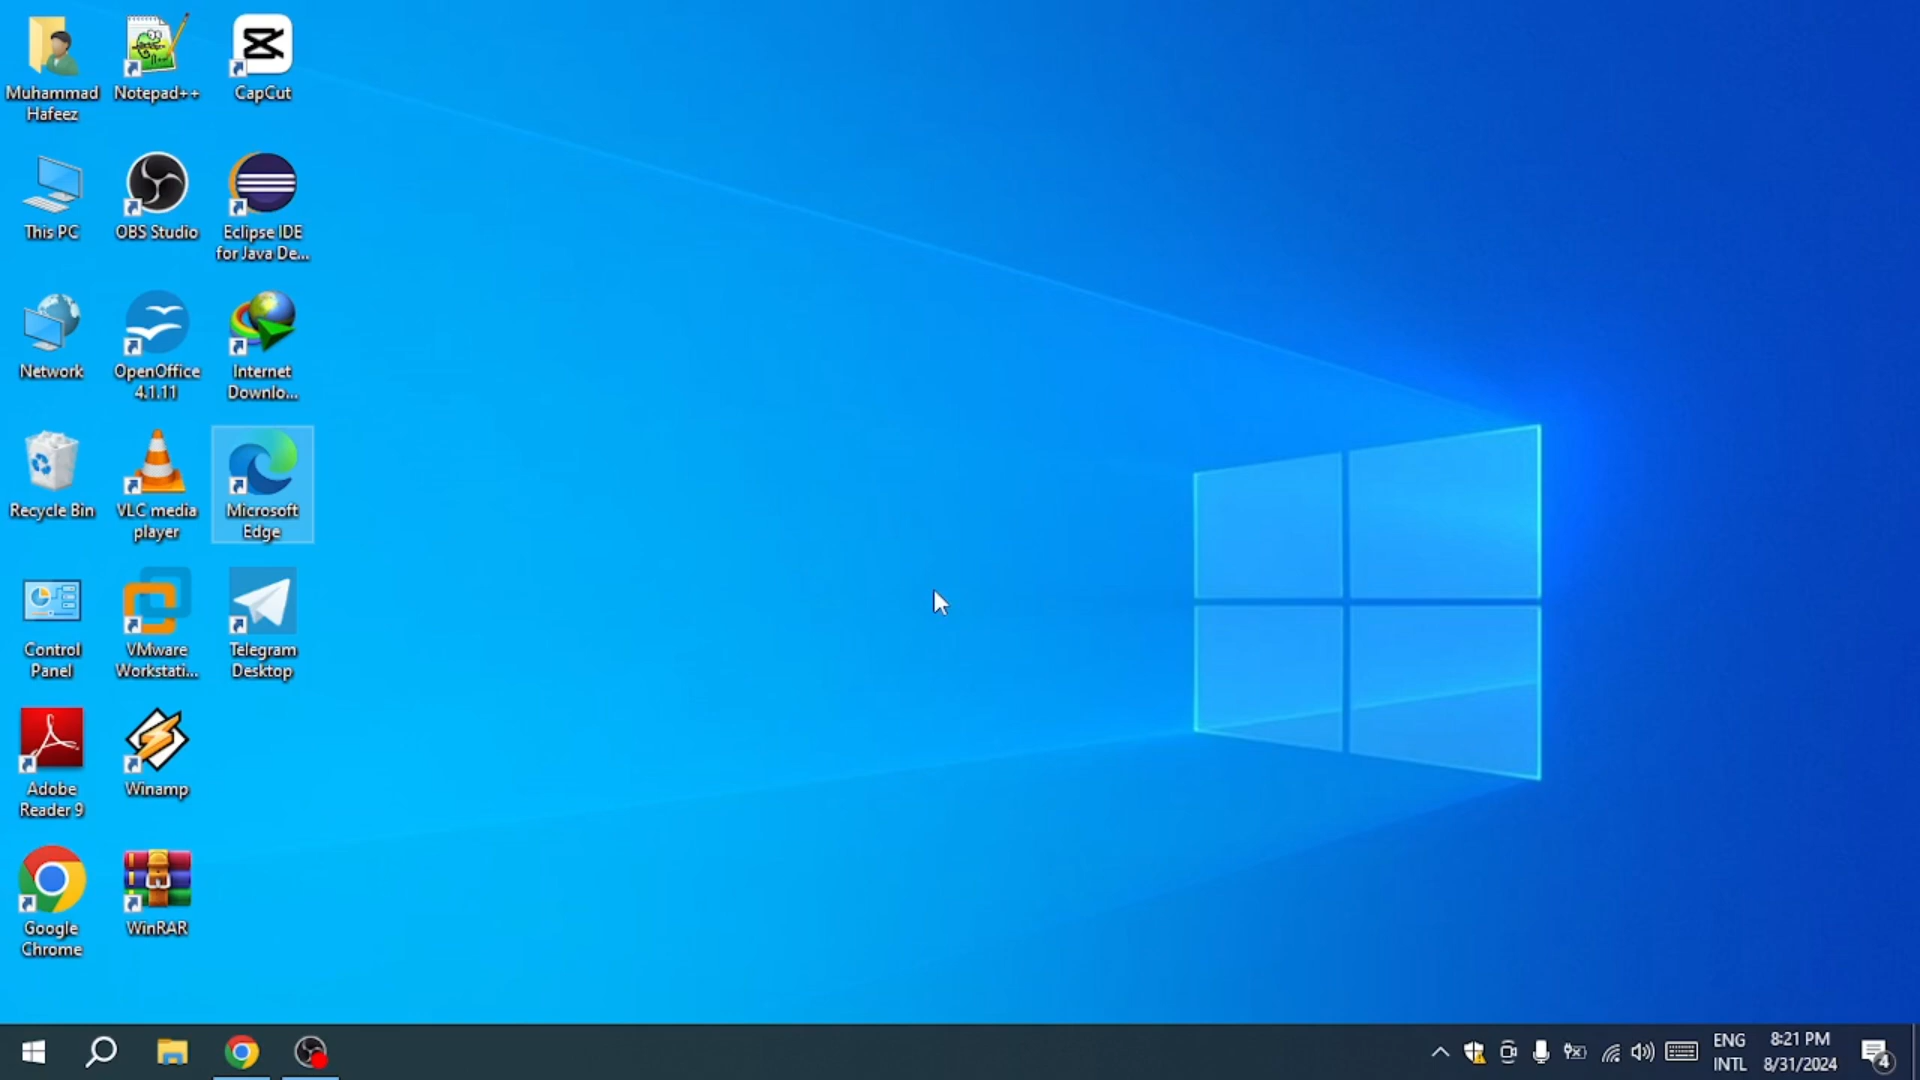 Muhammad
Hafeez
Notepad++
CapCut
This PC
OBS Studio
Eclipse IDE
for Java De...
Network
OpenOffice
4.1.11
Internet
Downlo...
Recycle Bin
VLC media
player
Microsoft
Edge
Control
Panel
VMware
Workstati...
Telegram
Desktop
Adobe
Reader 9
Winamp
Google
Chrome
WinRAR
ENG
INTL
8:21 PM
8/31/2024
4